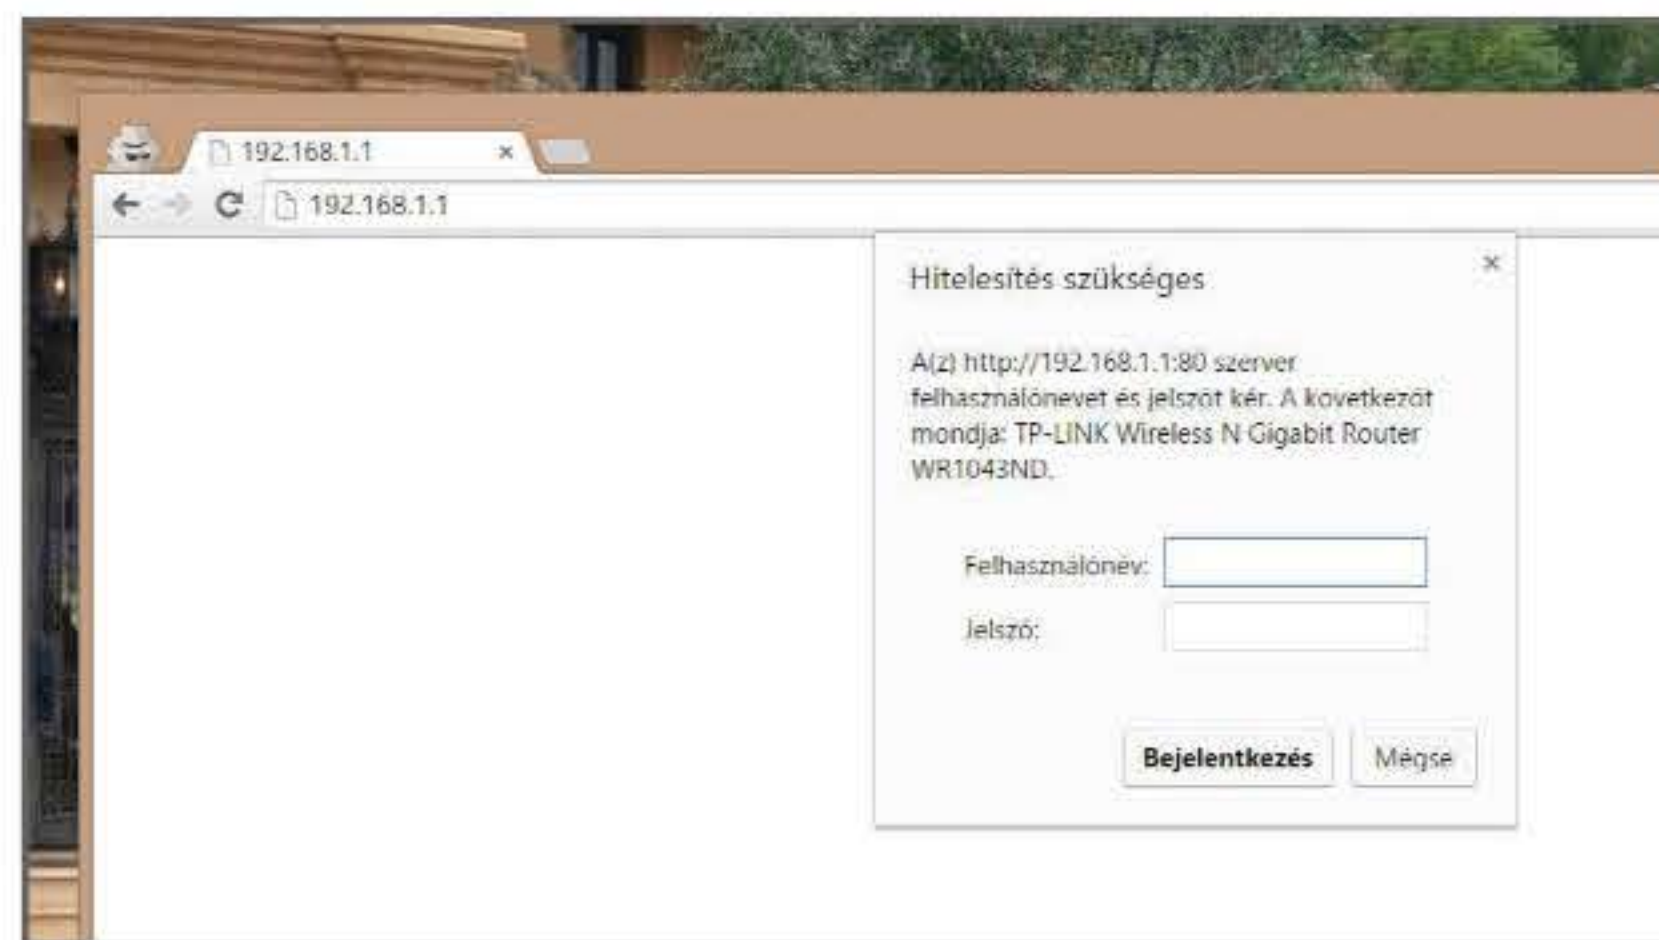 192.168.1.1
192.168.1.1
Hitelesítés szükséges
A(z) http://192.168.1.1:80 szerver
felhasználónevet és jelszót kér. A következőt
mondja: TP-LINK Wireless N Gigabit Router
WR1043ND.
Felhasználónév:
Jelszó:
Bejelentkezés Mégse